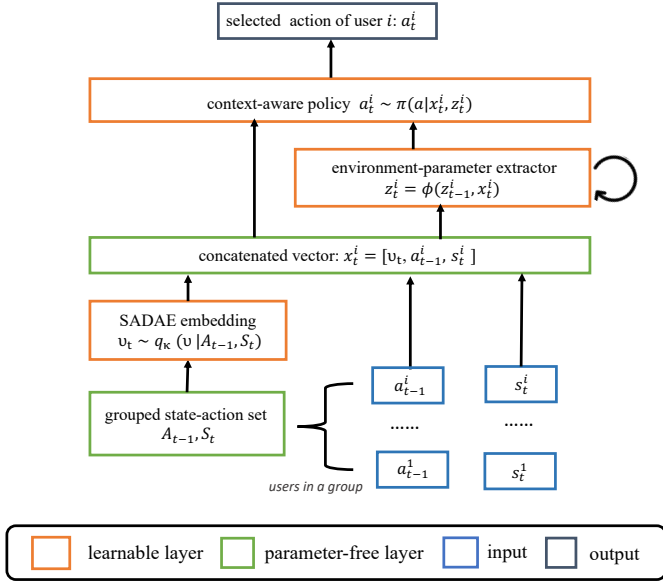 selected action of user i: a_t^i
context-aware policy a_t^i ~ π(a|x_t^i, z_t^i)
environment-parameter extractor
z_t^i = ϕ(z_{t-1}^i, x_t^i)
concatenated vector: x_t^i = [υ_t, a_{t-1}^i, s_t^i ]
SADAE embedding
υ_t ~ q_κ (υ |A_{t-1}, S_t)
grouped state-action set
A_{t-1}, S_t
a_{t-1}^i
s_t^i
......
......
a_{t-1}^1
s_t^1
users in a group
learnable layer
parameter-free layer
input
output